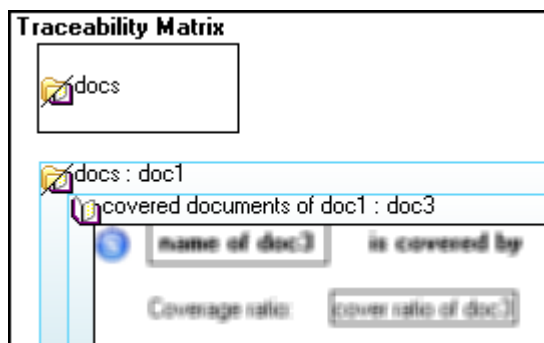 Traceability Matrix
docs
docs : doc1
covered documents of doc1 : doc3
name of doc3 is covered by
Coverage ratio: cover ratio of doc3